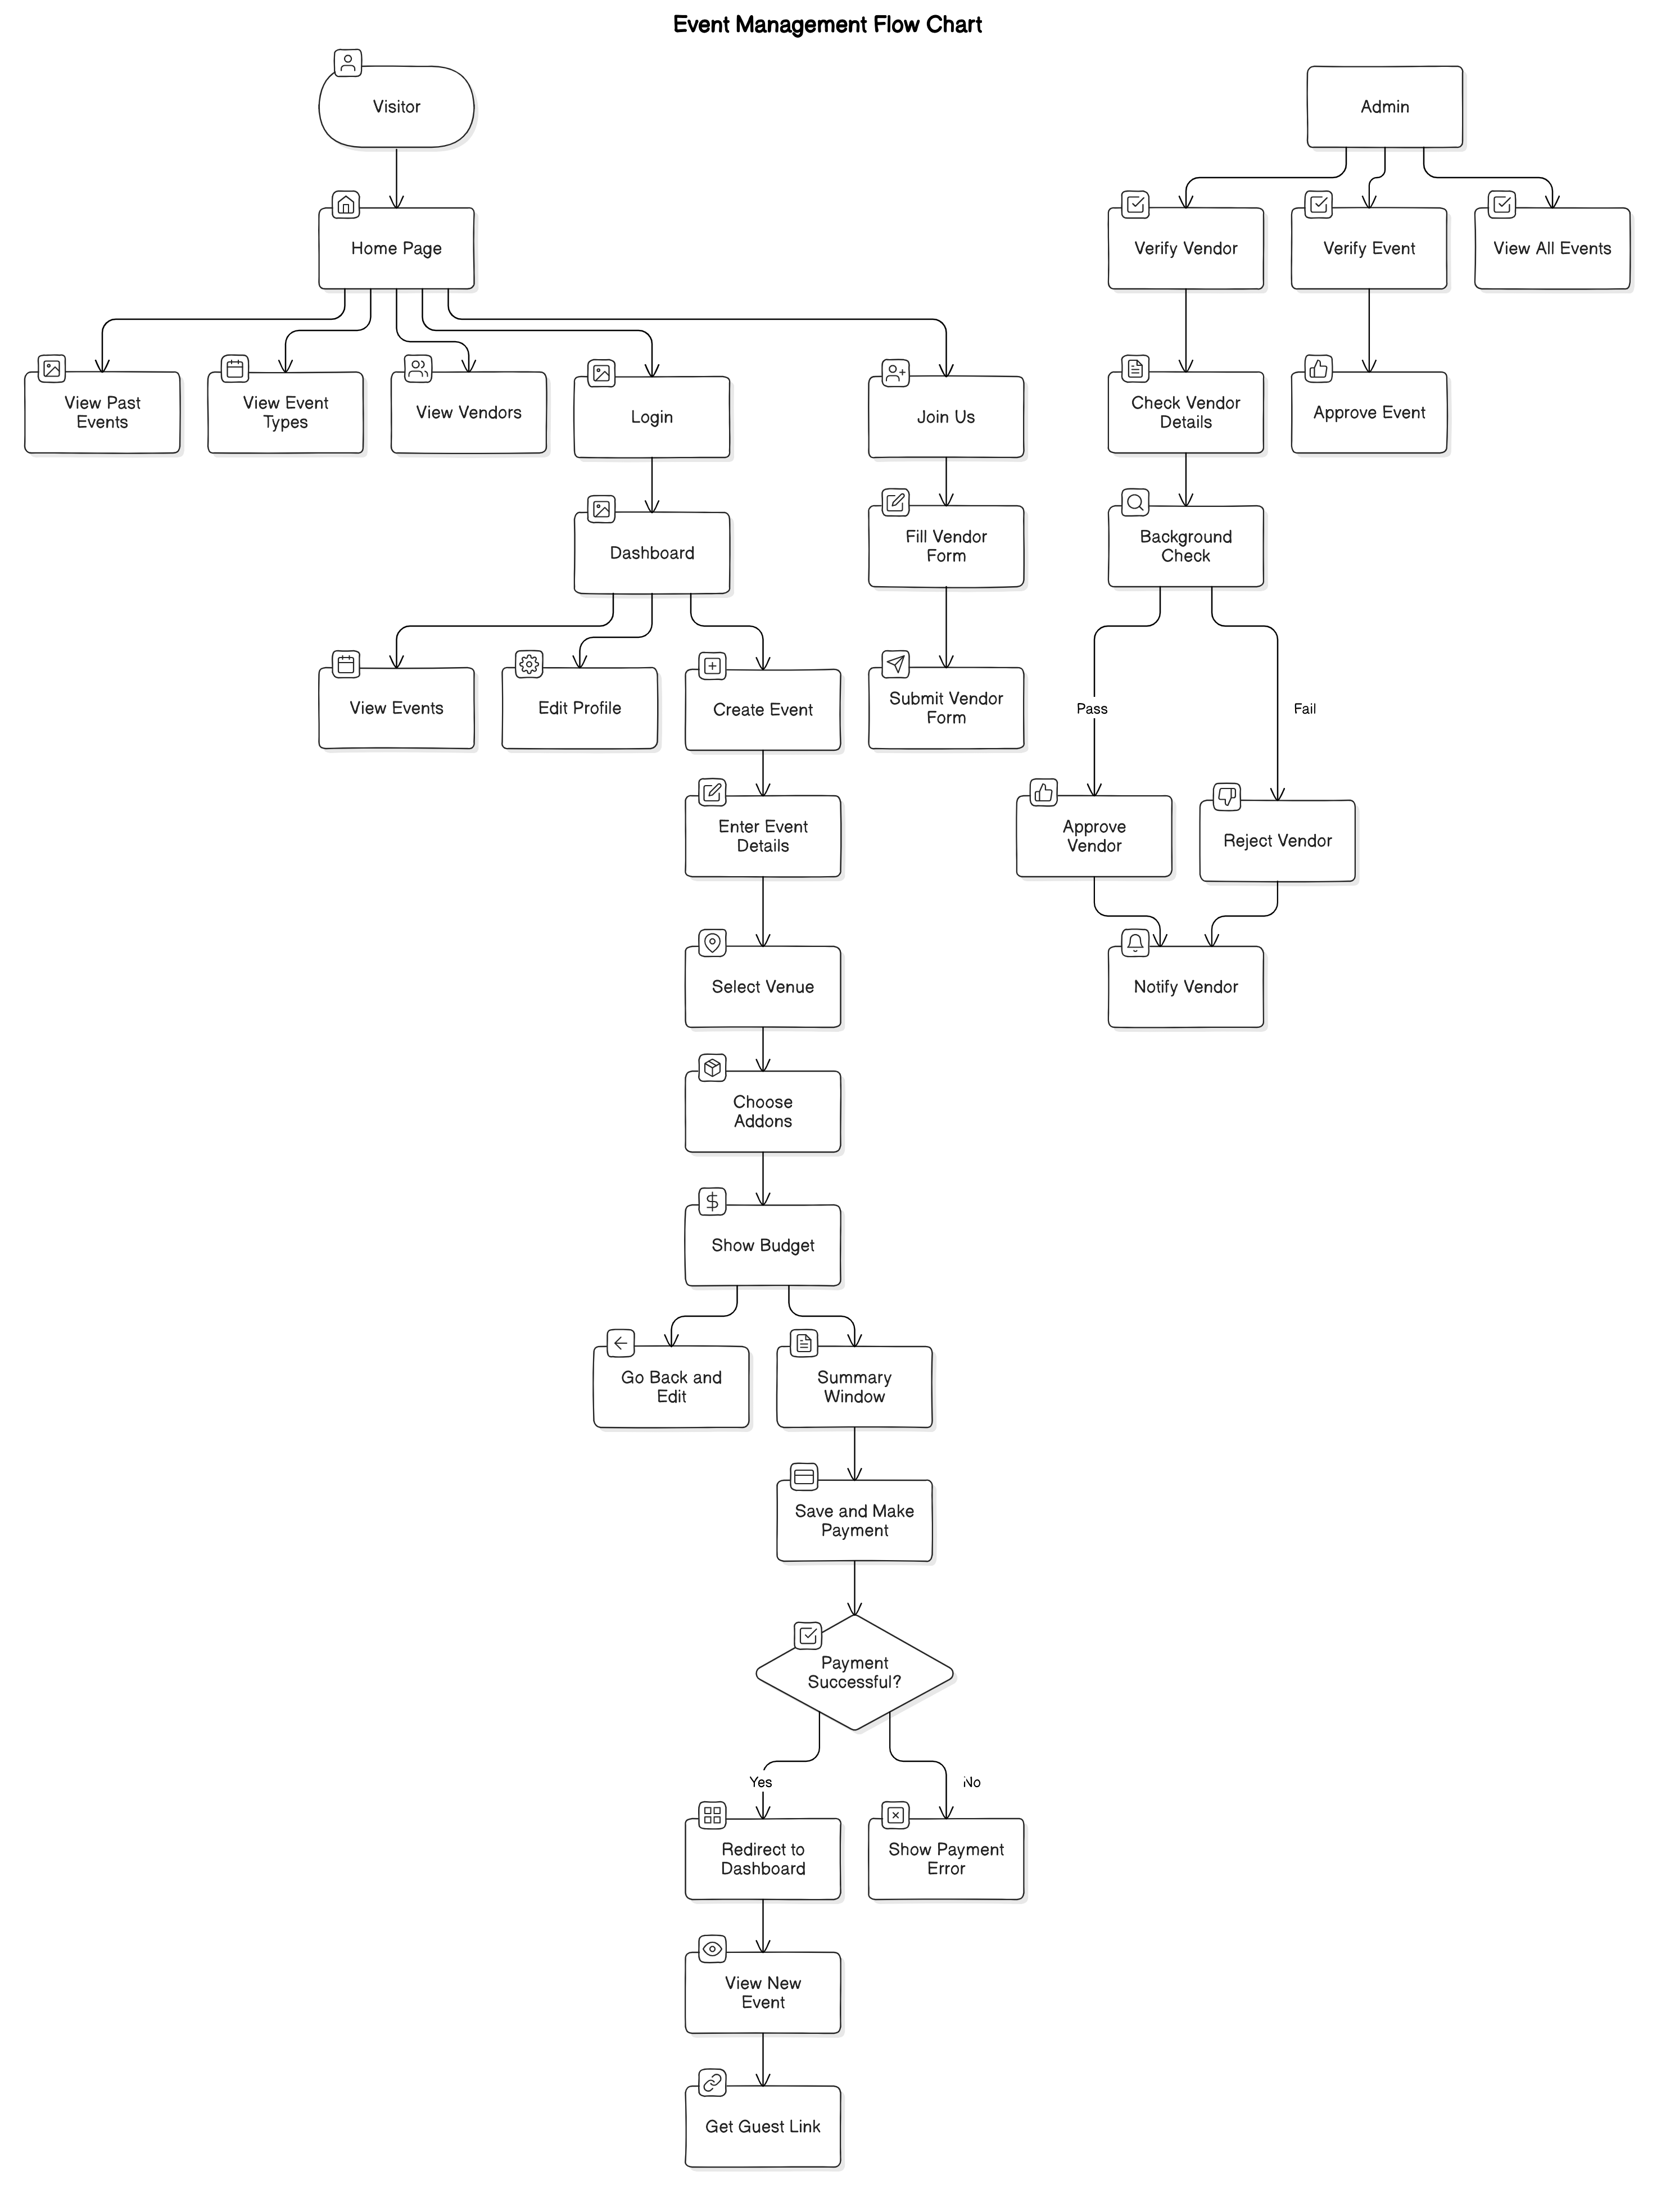 Event Management Flow Chart
Visitor
Admin
Home Page
Verify Vendor
Verify Event
View All Events
View Past
Events
View Event
Types
View Vendors
Login
Join Us
Check Vendor
Details
Approve Event
Dashboard
Fill Vendor
Form
Background
Check
View Events
Edit Profile
Create Event
Submit Vendor
Form
Pass
Fail
Enter Event
Details
Approve
Vendor
Reject Vendor
Select Venue
Notify Vendor
Choose
Addons
$
Show Budget
Go Back and
Edit
Summary
Window
Save and Make
Payment
Payment
Successful?
Yes
No
Redirect to
Dashboard
Show Payment
Error
View New
Event
Get Guest Link